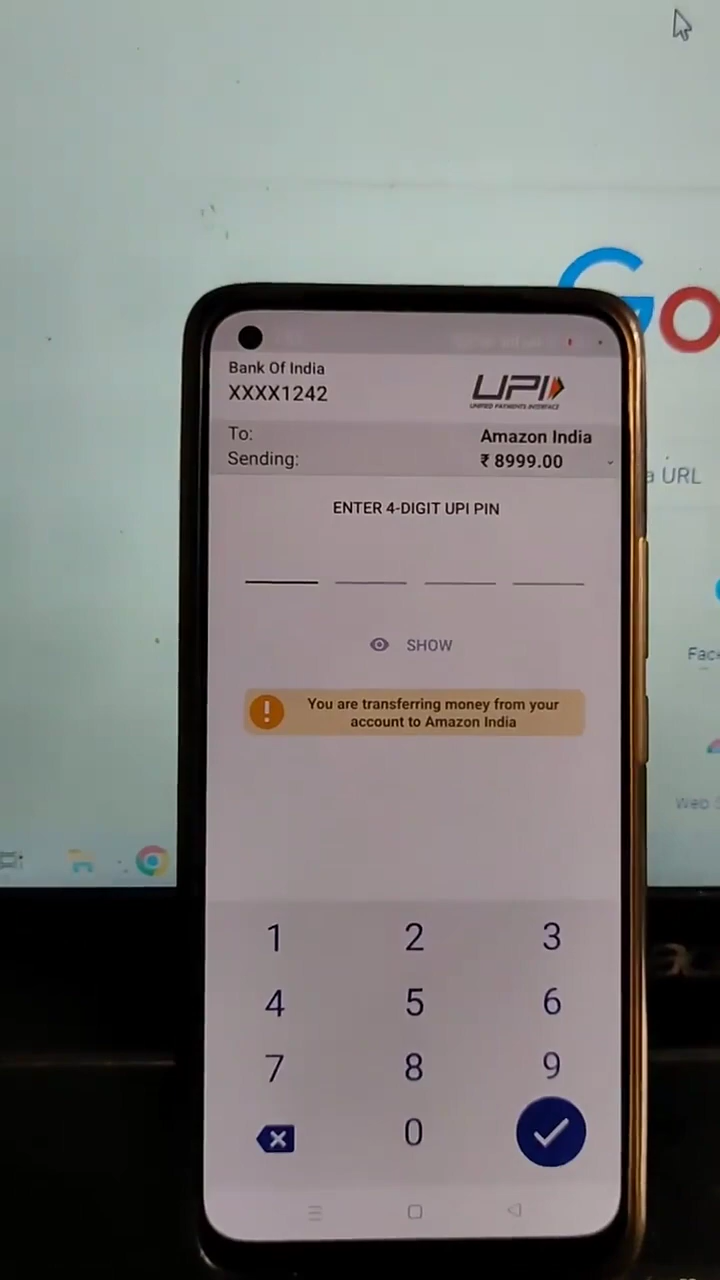 Go
a URL
Bank Of India
XXXX1242
UPI
UNIFIED PAYMENTS INTERFACE
To: Amazon India
Sending: ₹ 8999.00
ENTER 4-DIGIT UPI PIN
SHOW
You are transferring money from your
account to Amazon India
Face
Web S
1 2 3
4 5 6
7 8 9
0